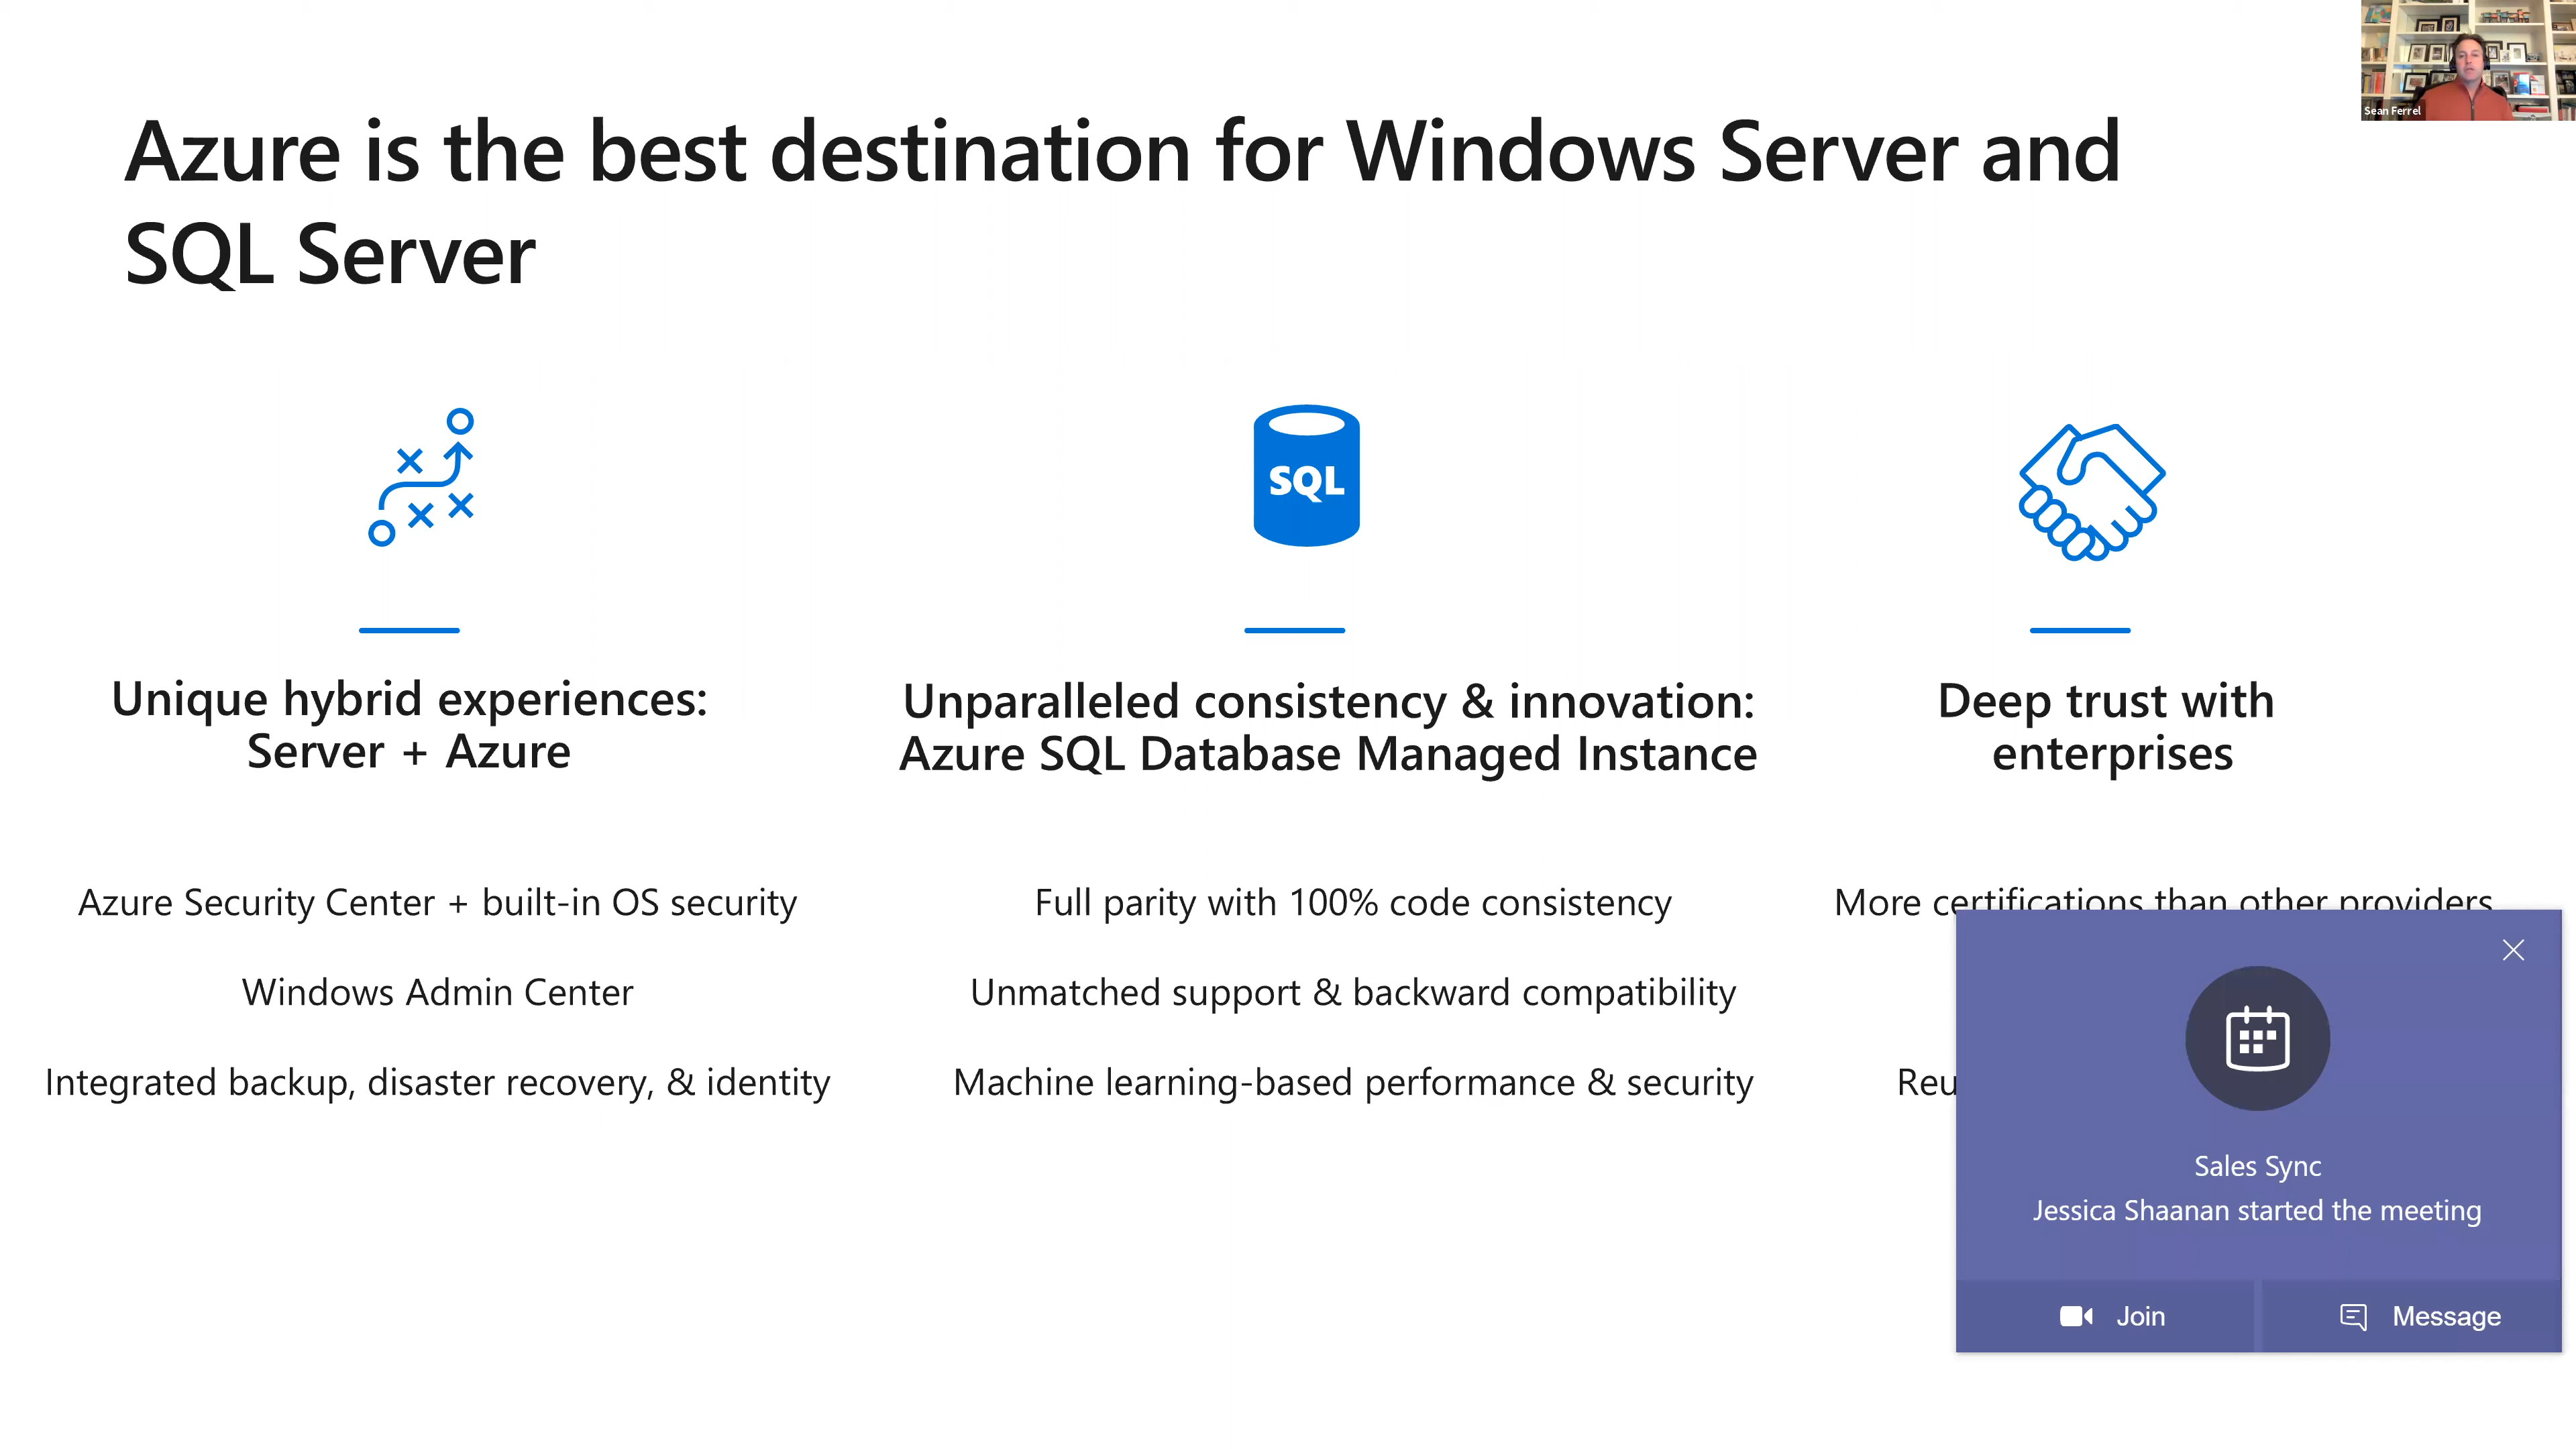 Sean Ferrel
Azure is the best destination for Windows Server and
SQL Server
SQL
Unique hybrid experiences:
Server + Azure
Unparalleled consistency & innovation:
Azure SQL Database Managed Instance
Deep trust with
enterprises
Azure Security Center + built-in OS security
Windows Admin Center
Integrated backup, disaster recovery, & identity
Full parity with 100% code consistency
Unmatched support & backward compatibility
Machine learning-based performance & security
More certifications than other providers
Sales Sync
Jessica Shaanan started the meeting
Join
Message